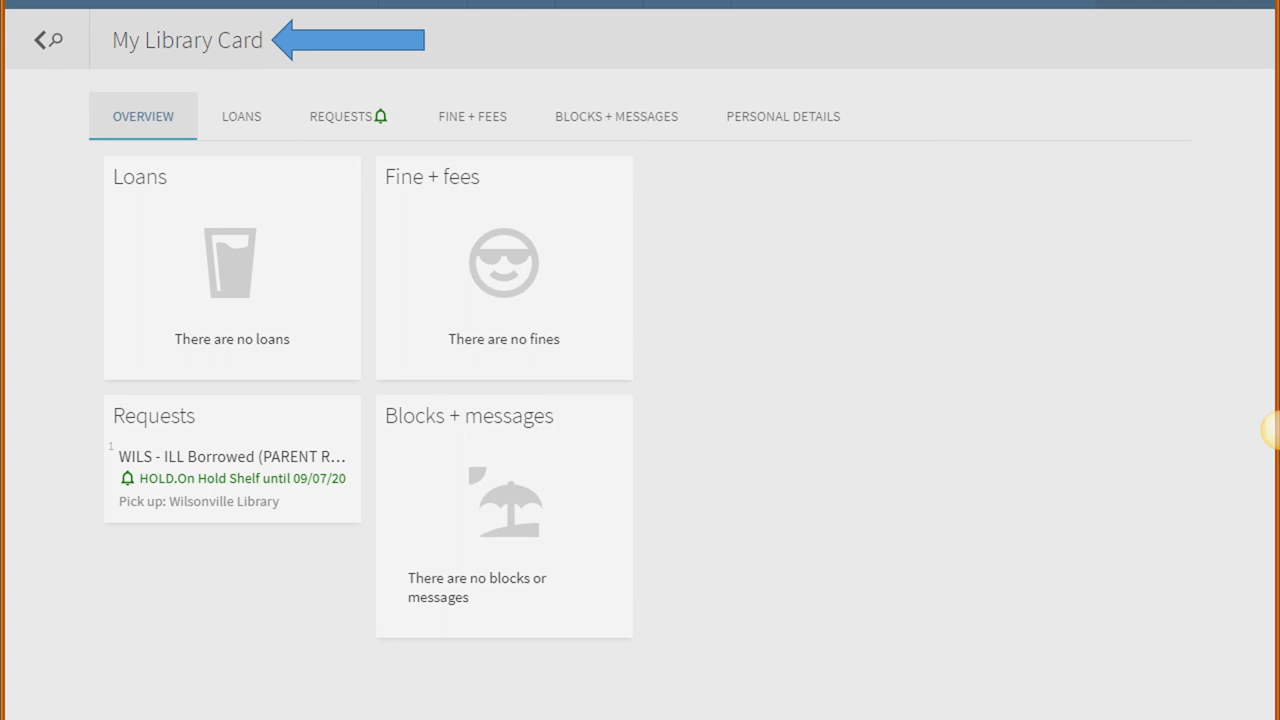 My Library Card
OVERVIEW LOANS REQUESTS FINE + FEES BLOCKS + MESSAGES PERSONAL DETAILS
Loans
There are no loans
Fine + fees
There are no fines
Requests
1
WILS - ILL Borrowed (PARENT R...
HOLD.On Hold Shelf until 09/07/20
Pick up: Wilsonville Library
Blocks + messages
There are no blocks or
messages